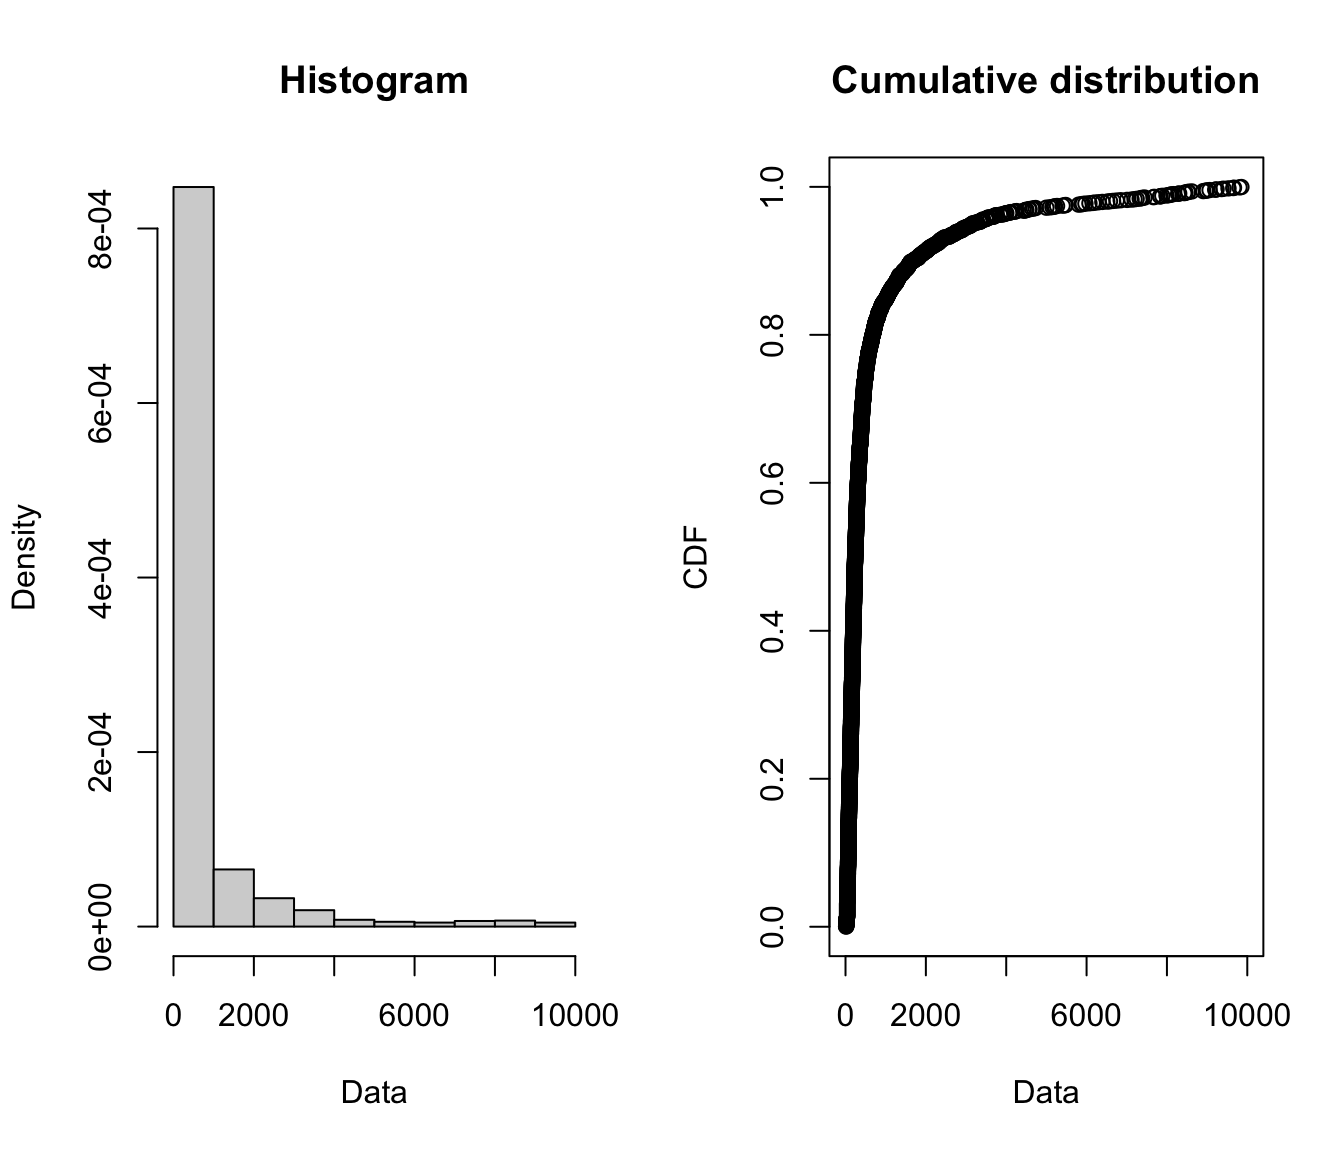 Histogram
Density
0e+00
2e-04
4e-04
6e-04
8e-04
0
2000
6000
10000
Data
Cumulative distribution
CDF
0.0
0.2
0.4
0.6
0.8
1.0
0
2000
6000
10000
Data